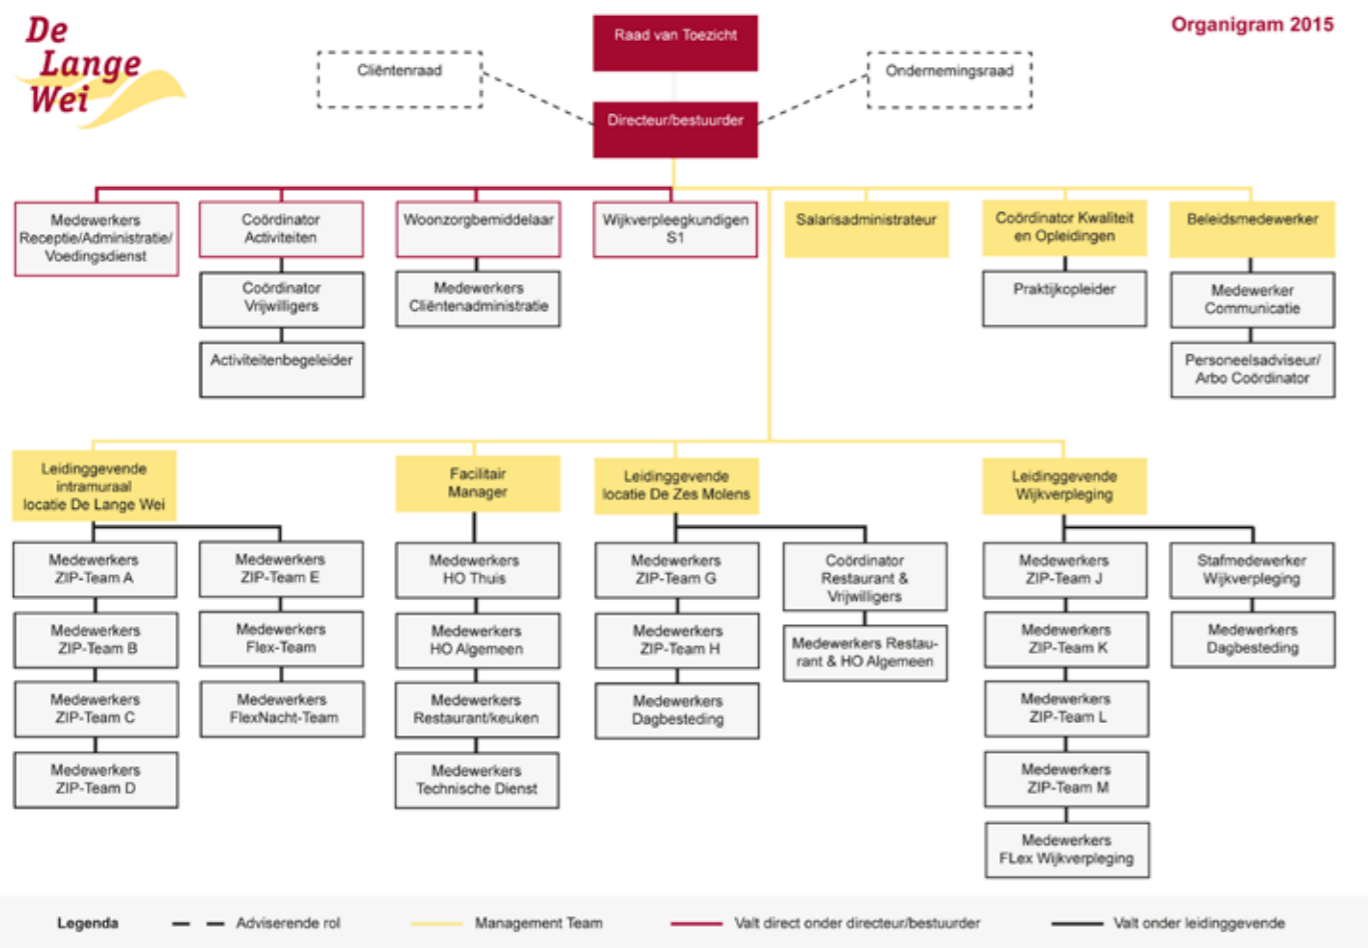 De
Lange
Wei
Organigram 2015
Raad van Toezicht
Cliëntenraad
Ondernemingsraad
Directeur/bestuurder
Medewerkers
Receptie/Administratie/
Voedingsdienst
Coördinator
Activiteiten
Woonzorgbemiddelaar
Wijkverpleegkundigen
S1
Salarisadministrateur
Coördinator Kwaliteit
en Opleidingen
Beleidsmedewerker
Coördinator
Vrijwilligers
Medewerkers
Cliëntenadministratie
Praktijkopleider
Medewerker
Communicatie
Activiteitenbegeleider
Personeelsadviseur/
Arbo Coördinator
Leidinggevende
intramuraal
locatie De Lange Wei
Facilitair
Manager
Leidinggevende
locatie De Zes Molens
Leidinggevende
Wijkverpleging
Medewerkers
ZIP-Team A
Medewerkers
ZIP-Team E
Medewerkers
HO Thuis
Medewerkers
ZIP-Team G
Coördinator
Restaurant &
Vrijwilligers
Medewerkers
ZIP-Team J
Stafmedewerker
Wijkverpleging
Medewerkers
ZIP-Team B
Medewerkers
Flex-Team
Medewerkers
HO Algemeen
Medewerkers
ZIP-Team H
Medewerkers Restau-
rant & HO Algemeen
Medewerkers
ZIP-Team K
Medewerkers
Dagbesteding
Medewerkers
ZIP-Team C
Medewerkers
FlexNacht-Team
Medewerkers
Restaurant/keuken
Medewerkers
Dagbesteding
Medewerkers
ZIP-Team L
Medewerkers
ZIP-Team D
Medewerkers
Technische Dienst
Medewerkers
ZIP-Team M
Medewerkers
FLex Wijkverpleging
Legenda
Adviserende rol
Management Team
Valt direct onder directeur/bestuurder
Valt onder leidinggevende